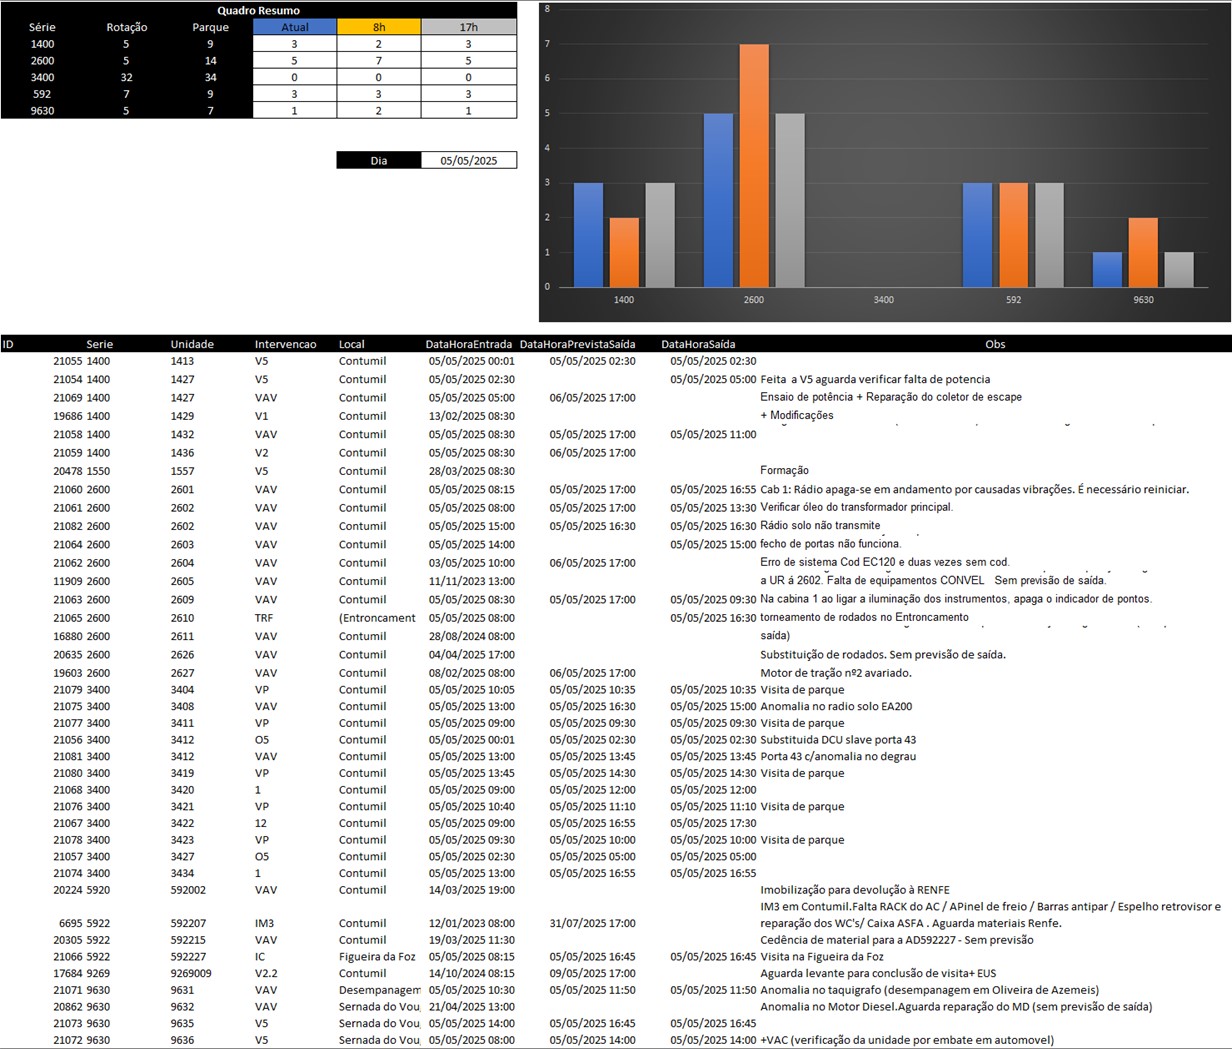 Quadro Resumo
Série Rotação Parque Atual 8h 17h
1400 5 9 3 2 3
2600 5 14 5 7 5
3400 32 34 0 0 0
592 7 9 3 3 3
9630 5 7 1 2 1
Dia 05/05/2025
8
7
6
5
4
3
2
1
0
1400 2600 3400 592 9630
ID Serie Unidade Intervencao Local DataHoraEntrada DataHoraPrevistaSaída DataHoraSaída Obs
21055 1400 1413 V5 Contumil 05/05/2025 00:01 05/05/2025 02:30 05/05/2025 02:30
21054 1400 1427 V5 Contumil 05/05/2025 02:30 05/05/2025 05:00 Feita a V5 aguarda verificar falta de potencia
21069 1400 1427 VAV Contumil 05/05/2025 05:00 06/05/2025 17:00 Ensaio de potência + Reparação do coletor de escape
19686 1400 1429 V1 Contumil 13/02/2025 08:30 + Modificações
21058 1400 1432 VAV Contumil 05/05/2025 08:30 05/05/2025 17:00 05/05/2025 11:00
21059 1400 1436 V2 Contumil 05/05/2025 08:30 06/05/2025 17:00
20478 1550 1557 V5 Contumil 28/03/2025 08:30 Formação
21060 2600 2601 VAV Contumil 05/05/2025 08:15 05/05/2025 17:00 05/05/2025 16:55 Cab 1: Rádio apaga-se em andamento por causadas vibrações. É necessário reiniciar.
21061 2600 2602 VAV Contumil 05/05/2025 08:00 05/05/2025 17:00 05/05/2025 13:30 Verificar óleo do transformador principal.
21082 2600 2602 VAV Contumil 05/05/2025 15:00 05/05/2025 16:30 05/05/2025 16:30 Rádio solo não transmite
21064 2600 2603 VAV Contumil 05/05/2025 14:00 05/05/2025 15:00 fecho de portas não funciona.
21062 2600 2604 VAV Contumil 03/05/2025 10:00 06/05/2025 17:00 Erro de sistema Cod EC120 e duas vezes sem cod.
11909 2600 2605 VAV Contumil 11/11/2023 13:00 a UR á 2602. Falta de equipamentos CONVEL Sem previsão de saída.
21063 2600 2609 VAV Contumil 05/05/2025 08:30 05/05/2025 17:00 05/05/2025 09:30 Na cabina 1 ao ligar a iluminação dos instrumentos, apaga o indicador de pontos.
21065 2600 2610 TRF (Entroncament 05/05/2025 08:00 05/05/2025 16:30 torneamento de rodados no Entroncamento
16880 2600 2611 VAV Contumil 28/08/2024 08:00 saída)
20635 2600 2626 VAV Contumil 04/04/2025 17:00 Substituição de rodados. Sem previsão de saída.
19603 2600 2627 VAV Contumil 08/02/2025 08:00 06/05/2025 17:00 Motor de tração nº2 avariado.
21079 3400 3404 VP Contumil 05/05/2025 10:05 05/05/2025 10:35 05/05/2025 10:35 Visita de parque
21075 3400 3408 VAV Contumil 05/05/2025 13:00 05/05/2025 16:30 05/05/2025 15:00 Anomalia no radio solo EA200
21077 3400 3411 VP Contumil 05/05/2025 09:00 05/05/2025 09:30 05/05/2025 09:30 Visita de parque
21056 3400 3412 O5 Contumil 05/05/2025 00:01 05/05/2025 02:30 05/05/2025 02:30 Substituida DCU slave porta 43
21081 3400 3412 VAV Contumil 05/05/2025 13:00 05/05/2025 13:45 05/05/2025 13:45 Porta 43 c/anomalia no degrau
21080 3400 3419 VP Contumil 05/05/2025 13:45 05/05/2025 14:30 05/05/2025 14:30 Visita de parque
21068 3400 3420 1 Contumil 05/05/2025 09:00 05/05/2025 12:00 05/05/2025 12:00
21076 3400 3421 VP Contumil 05/05/2025 10:40 05/05/2025 11:10 05/05/2025 11:10 Visita de parque
21067 3400 3422 12 Contumil 05/05/2025 09:00 05/05/2025 16:55 05/05/2025 17:30
21078 3400 3423 VP Contumil 05/05/2025 09:30 05/05/2025 10:00 05/05/2025 10:00 Visita de parque
21057 3400 3427 O5 Contumil 05/05/2025 02:30 05/05/2025 05:00 05/05/2025 05:00
21074 3400 3434 1 Contumil 05/05/2025 13:00 05/05/2025 16:55 05/05/2025 16:55
20224 5920 592002 VAV Contumil 14/03/2025 19:00 Imobilização para devolução à RENFE
IM3 em Contumil.Falta RACK do AC / APinel de freio / Barras antipar / Espelho retrovisor e
6695 5922 592207 IM3 Contumil 12/01/2023 08:00 31/07/2025 17:00 reparação dos WC's/ Caixa ASFA . Aguarda materiais Renfe.
20305 5922 592215 VAV Contumil 19/03/2025 11:30 Cedência de material para a AD592227 - Sem previsão
21066 5922 592227 IC Figueira da Foz 05/05/2025 08:15 05/05/2025 16:45 05/05/2025 16:45 Visita na Figueira da Foz
17684 9269 9269009 V2.2 Contumil 14/10/2024 08:15 09/05/2025 17:00 Aguarda levante para conclusão de visita+ EUS
21071 9630 9631 VAV Desempanagem 05/05/2025 10:30 05/05/2025 11:50 05/05/2025 11:50 Anomalia no taquigrafo (desempanagem em Oliveira de Azemeis)
20862 9630 9632 VAV Sernada do Vou 21/04/2025 13:00 Anomalia no Motor Diesel.Aguarda reparação do MD (sem previsão de saída)
21073 9630 9635 V5 Sernada do Vou 05/05/2025 14:00 05/05/2025 16:45 05/05/2025 16:45
21072 9630 9636 V5 Sernada do Vou 05/05/2025 08:00 05/05/2025 14:00 05/05/2025 14:00 +VAC (verificação da unidade por embate em automovel)